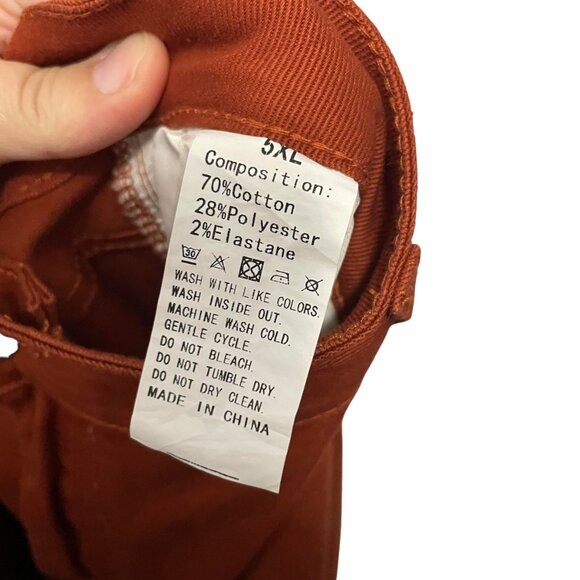 5XL
Composition:
70%Cotton
28%Polyester
2%Elastane
30
WASH WITH LIKE COLORS.
WASH INSIDE OUT.
MACHINE WASH COLD.
GENTLE CYCLE.
DO NOT BLEACH.
DO NOT TUMBLE DRY.
DO NOT DRY CLEAN.
MADE IN CHINA